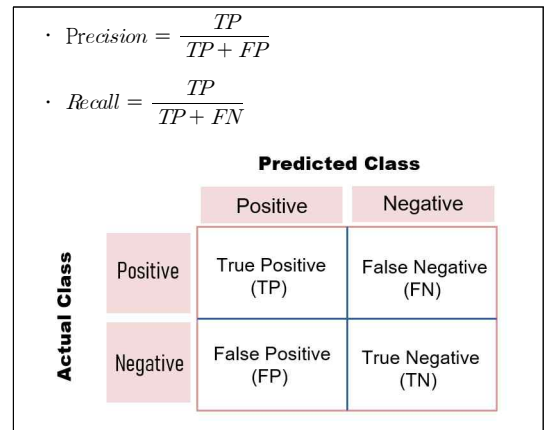 · Precision = TP / TP + FP
· Recall = TP / TP + FN
Predicted Class
Positive Negative
Actual Class
Positive True Positive (TP) False Negative (FN)
Negative False Positive (FP) True Negative (TN)